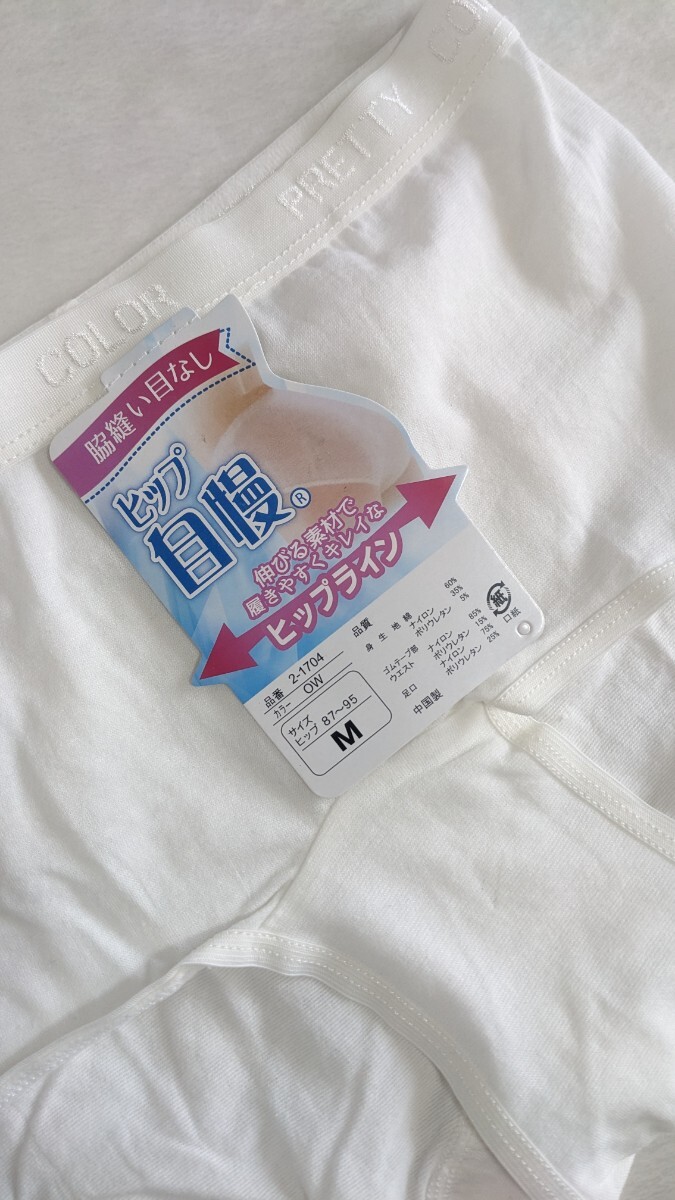 COLOR PRETTY CO
脇縫い目なし
ヒップ
自慢®
伸びる素材で
履きやすくキレイな
ヒップライン
品番 2-1704
カラー OW
サイズ
ヒップ 87〜95
M
品質
身生地 綿 60%
ナイロン 35%
ポリウレタン 5%
ゴムテープ部
ウエスト ナイロン 85%
ポリウレタン 15%
足口 ナイロン 75%
ポリウレタン 25%
中国製
紙
口紙